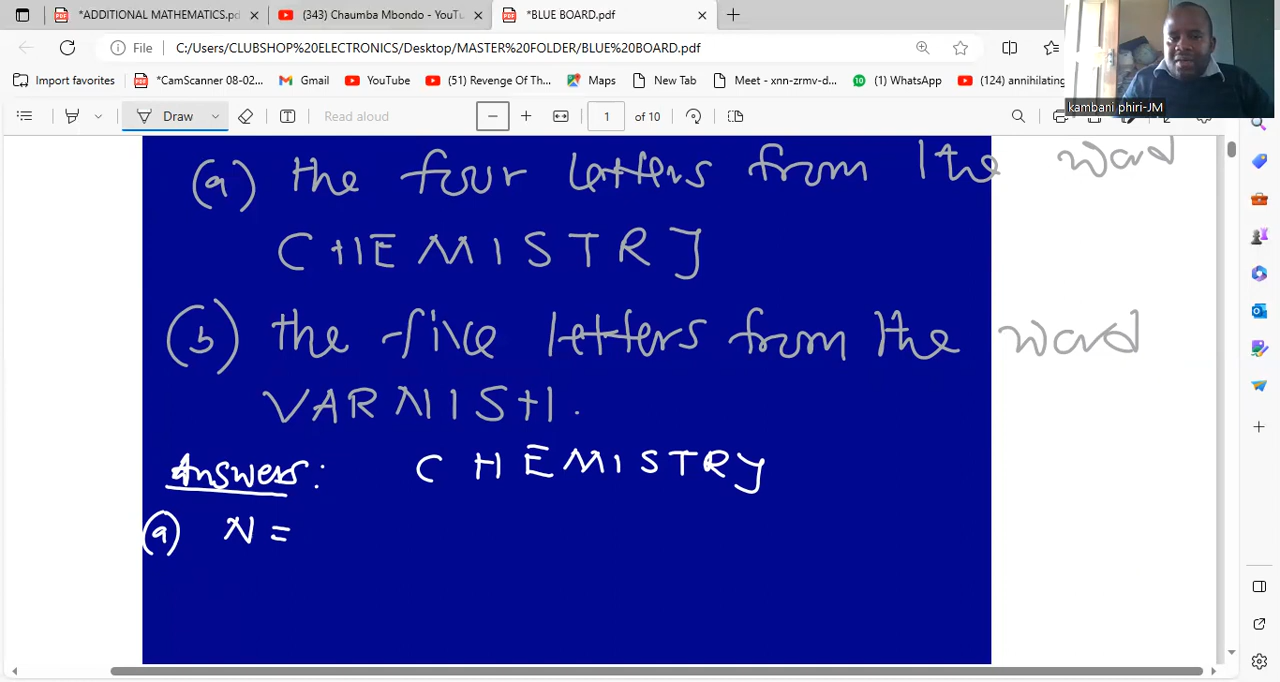 *ADDITIONAL MATHEMATICS.pd
(343) Chaumba Mbondo - YouTu
*BLUE BOARD.pdf
File
C:/Users/CLUBSHOP%20ELECTRONICS/Desktop/MASTER%20FOLDER/BLUE%20BOARD.pdf
Import favorites
*CamScanner 08-02...
Gmail
YouTube
(51) Revenge Of Th...
Maps
New Tab
Meet - xnn-zrmv-d...
(1) WhatsApp
(124) annihilating
kambani phiri-JM
Draw
Read aloud
1 of 10
(a) the four letters from the word
CHEMISTRY
(b) the five letters from the word
VARNISH.
Answers: CHEMISTRY
(a) N =